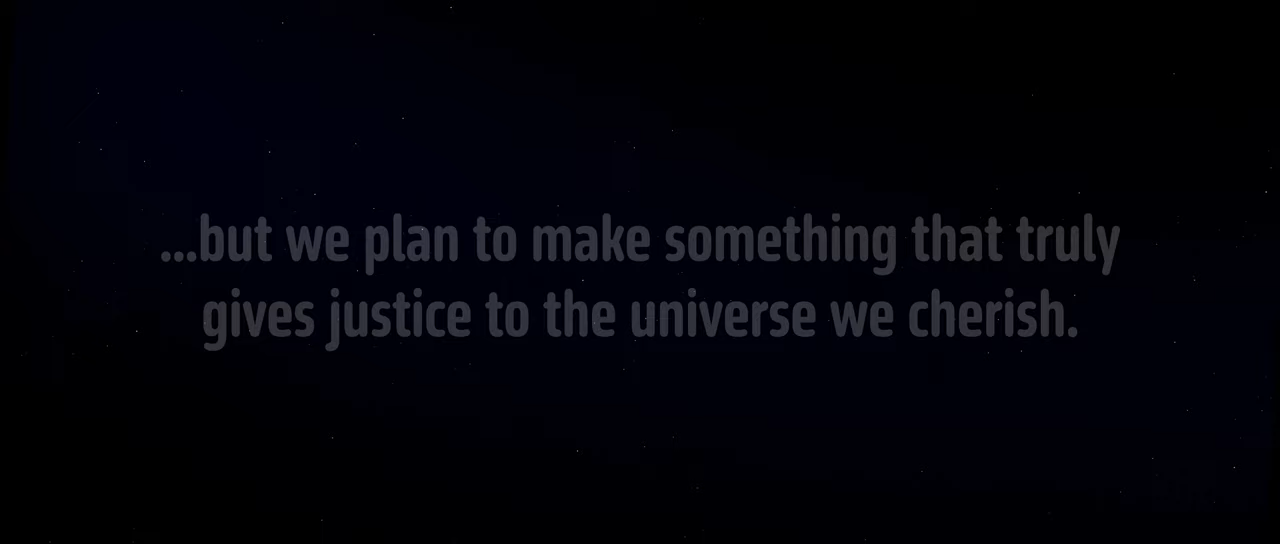 ...but we plan to make something that truly
gives justice to the universe we cherish.